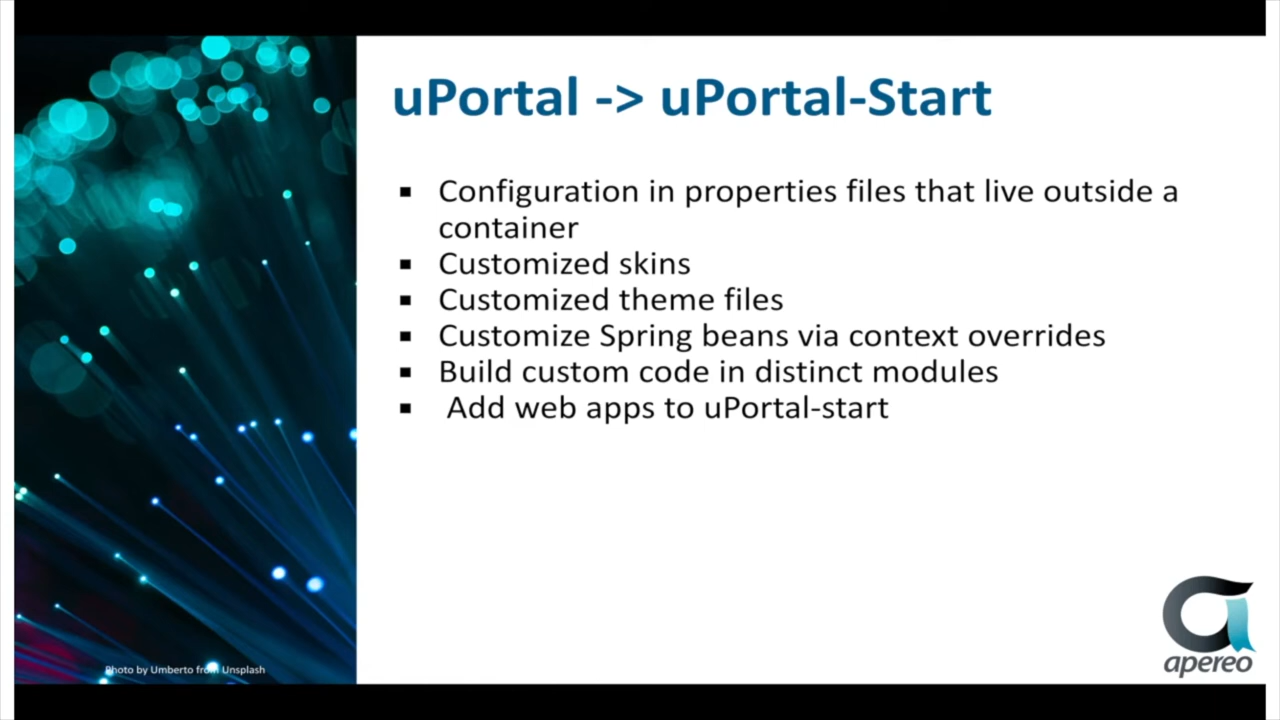 uPortal -> uPortal-Start
▪ Configuration in properties files that live outside a
container
▪ Customized skins
▪ Customized theme files
▪ Customize Spring beans via context overrides
▪ Build custom code in distinct modules
▪ Add web apps to uPortal-start
Photo by Umberto from Unsplash
apereo